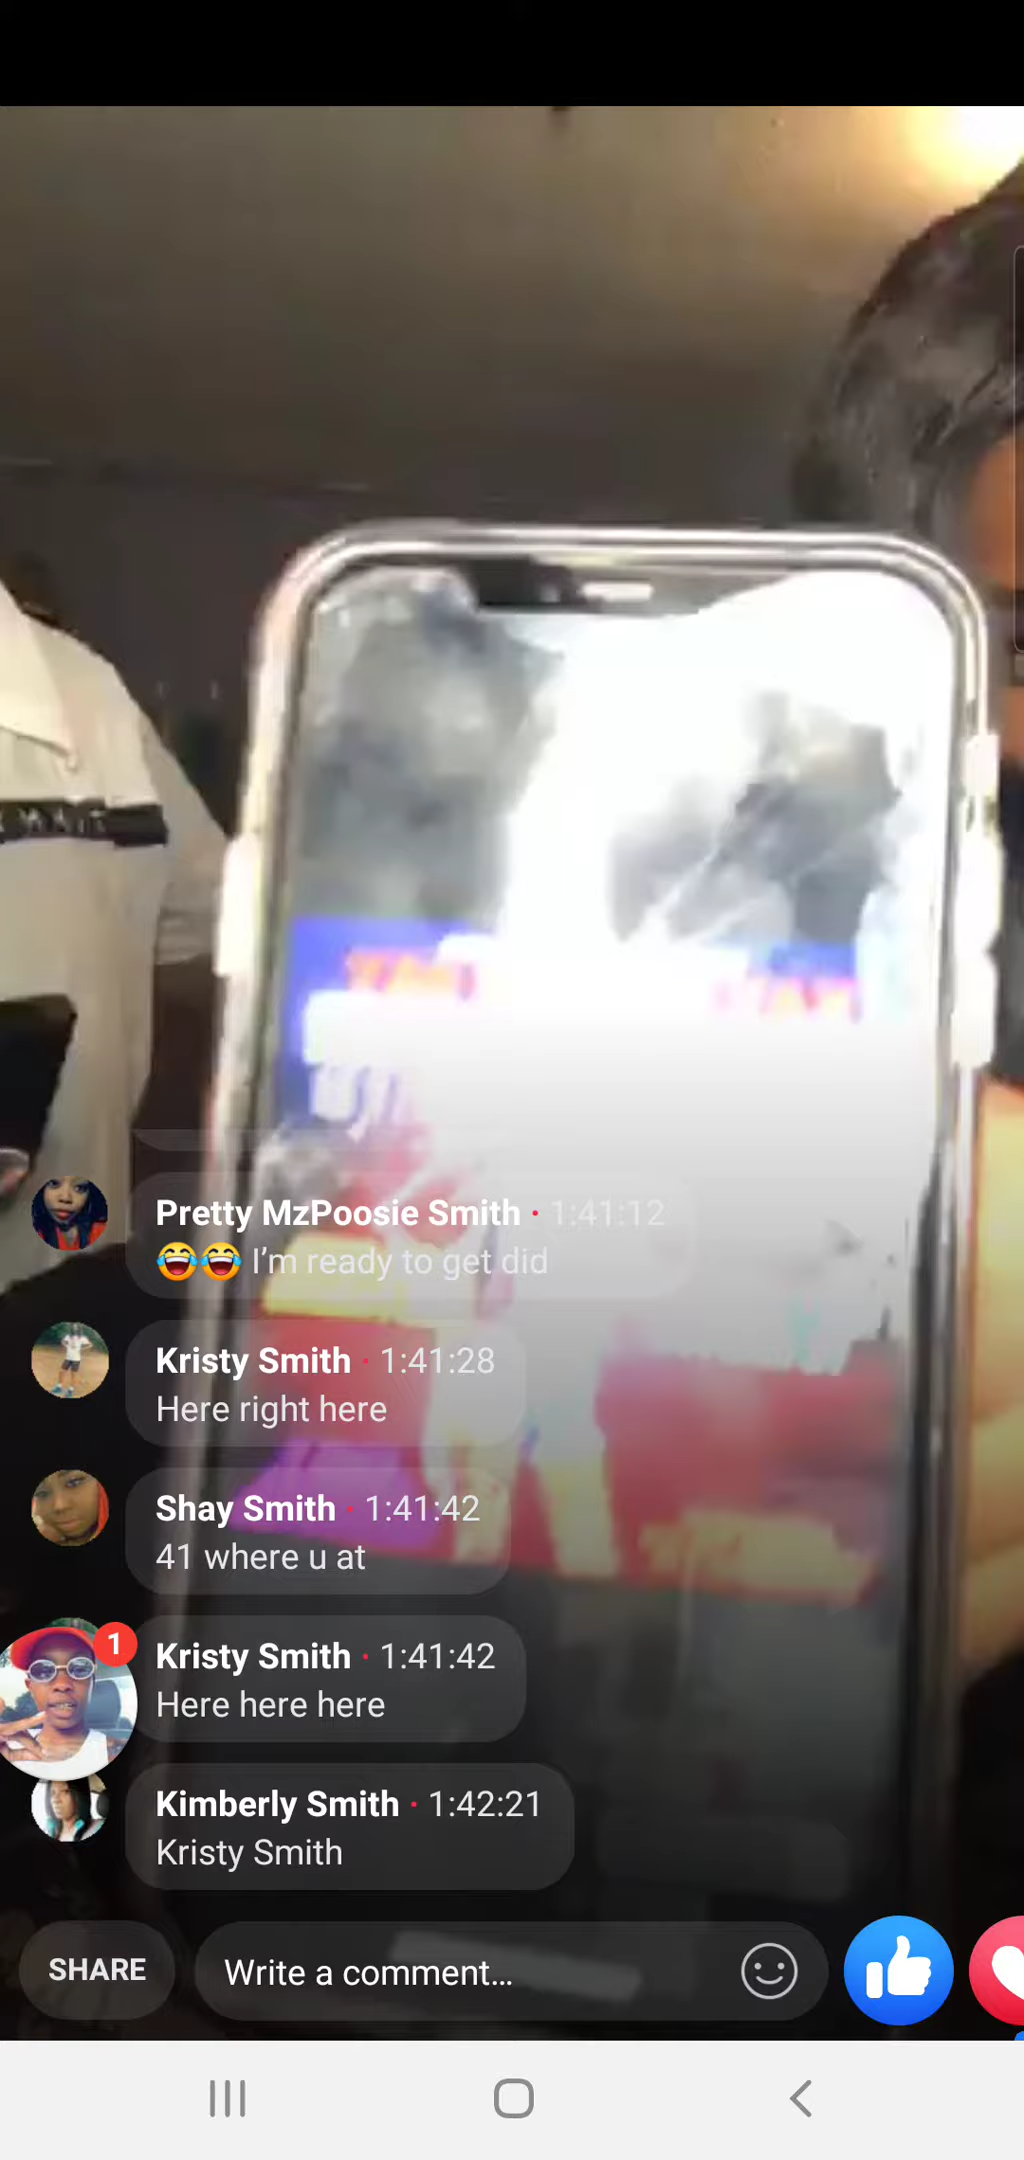 Pretty MzPoosie Smith · 1:41:12
😂😂 I'm ready to get did
Kristy Smith · 1:41:28
Here right here
Shay Smith · 1:41:42
41 where u at
1
Kristy Smith · 1:41:42
Here here here
Kimberly Smith · 1:42:21
Kristy Smith
SHARE
Write a comment...